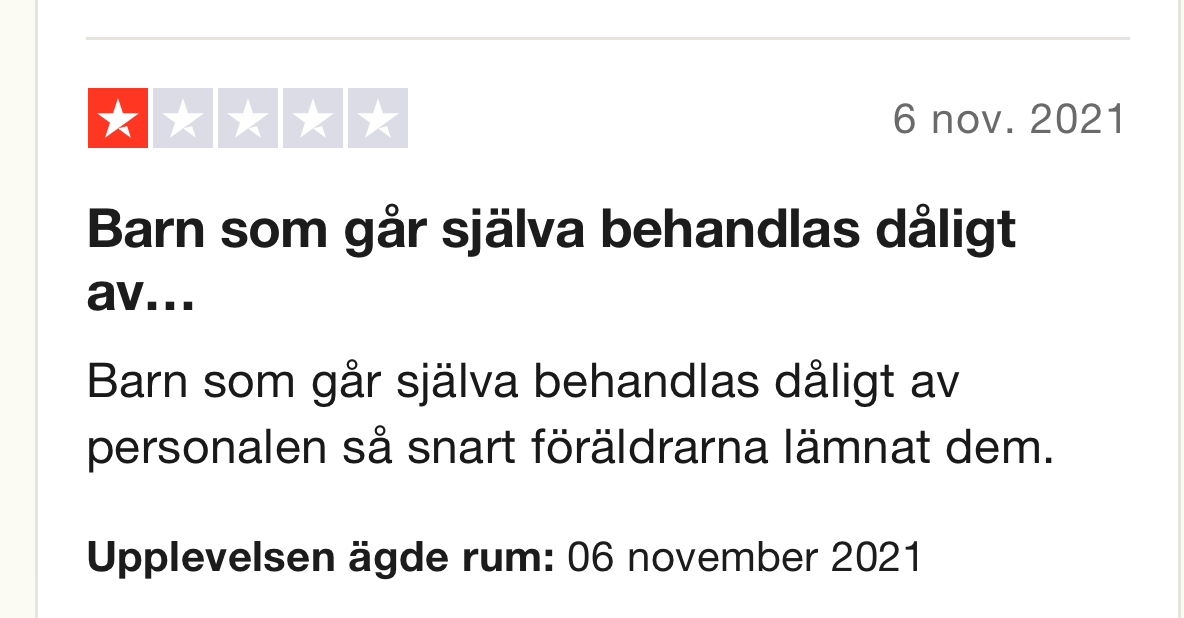 6 nov. 2021
Barn som går själva behandlas dåligt
av...
Barn som går själva behandlas dåligt av
personalen så snart föräldrarna lämnat dem.
Upplevelsen ägde rum: 06 november 2021